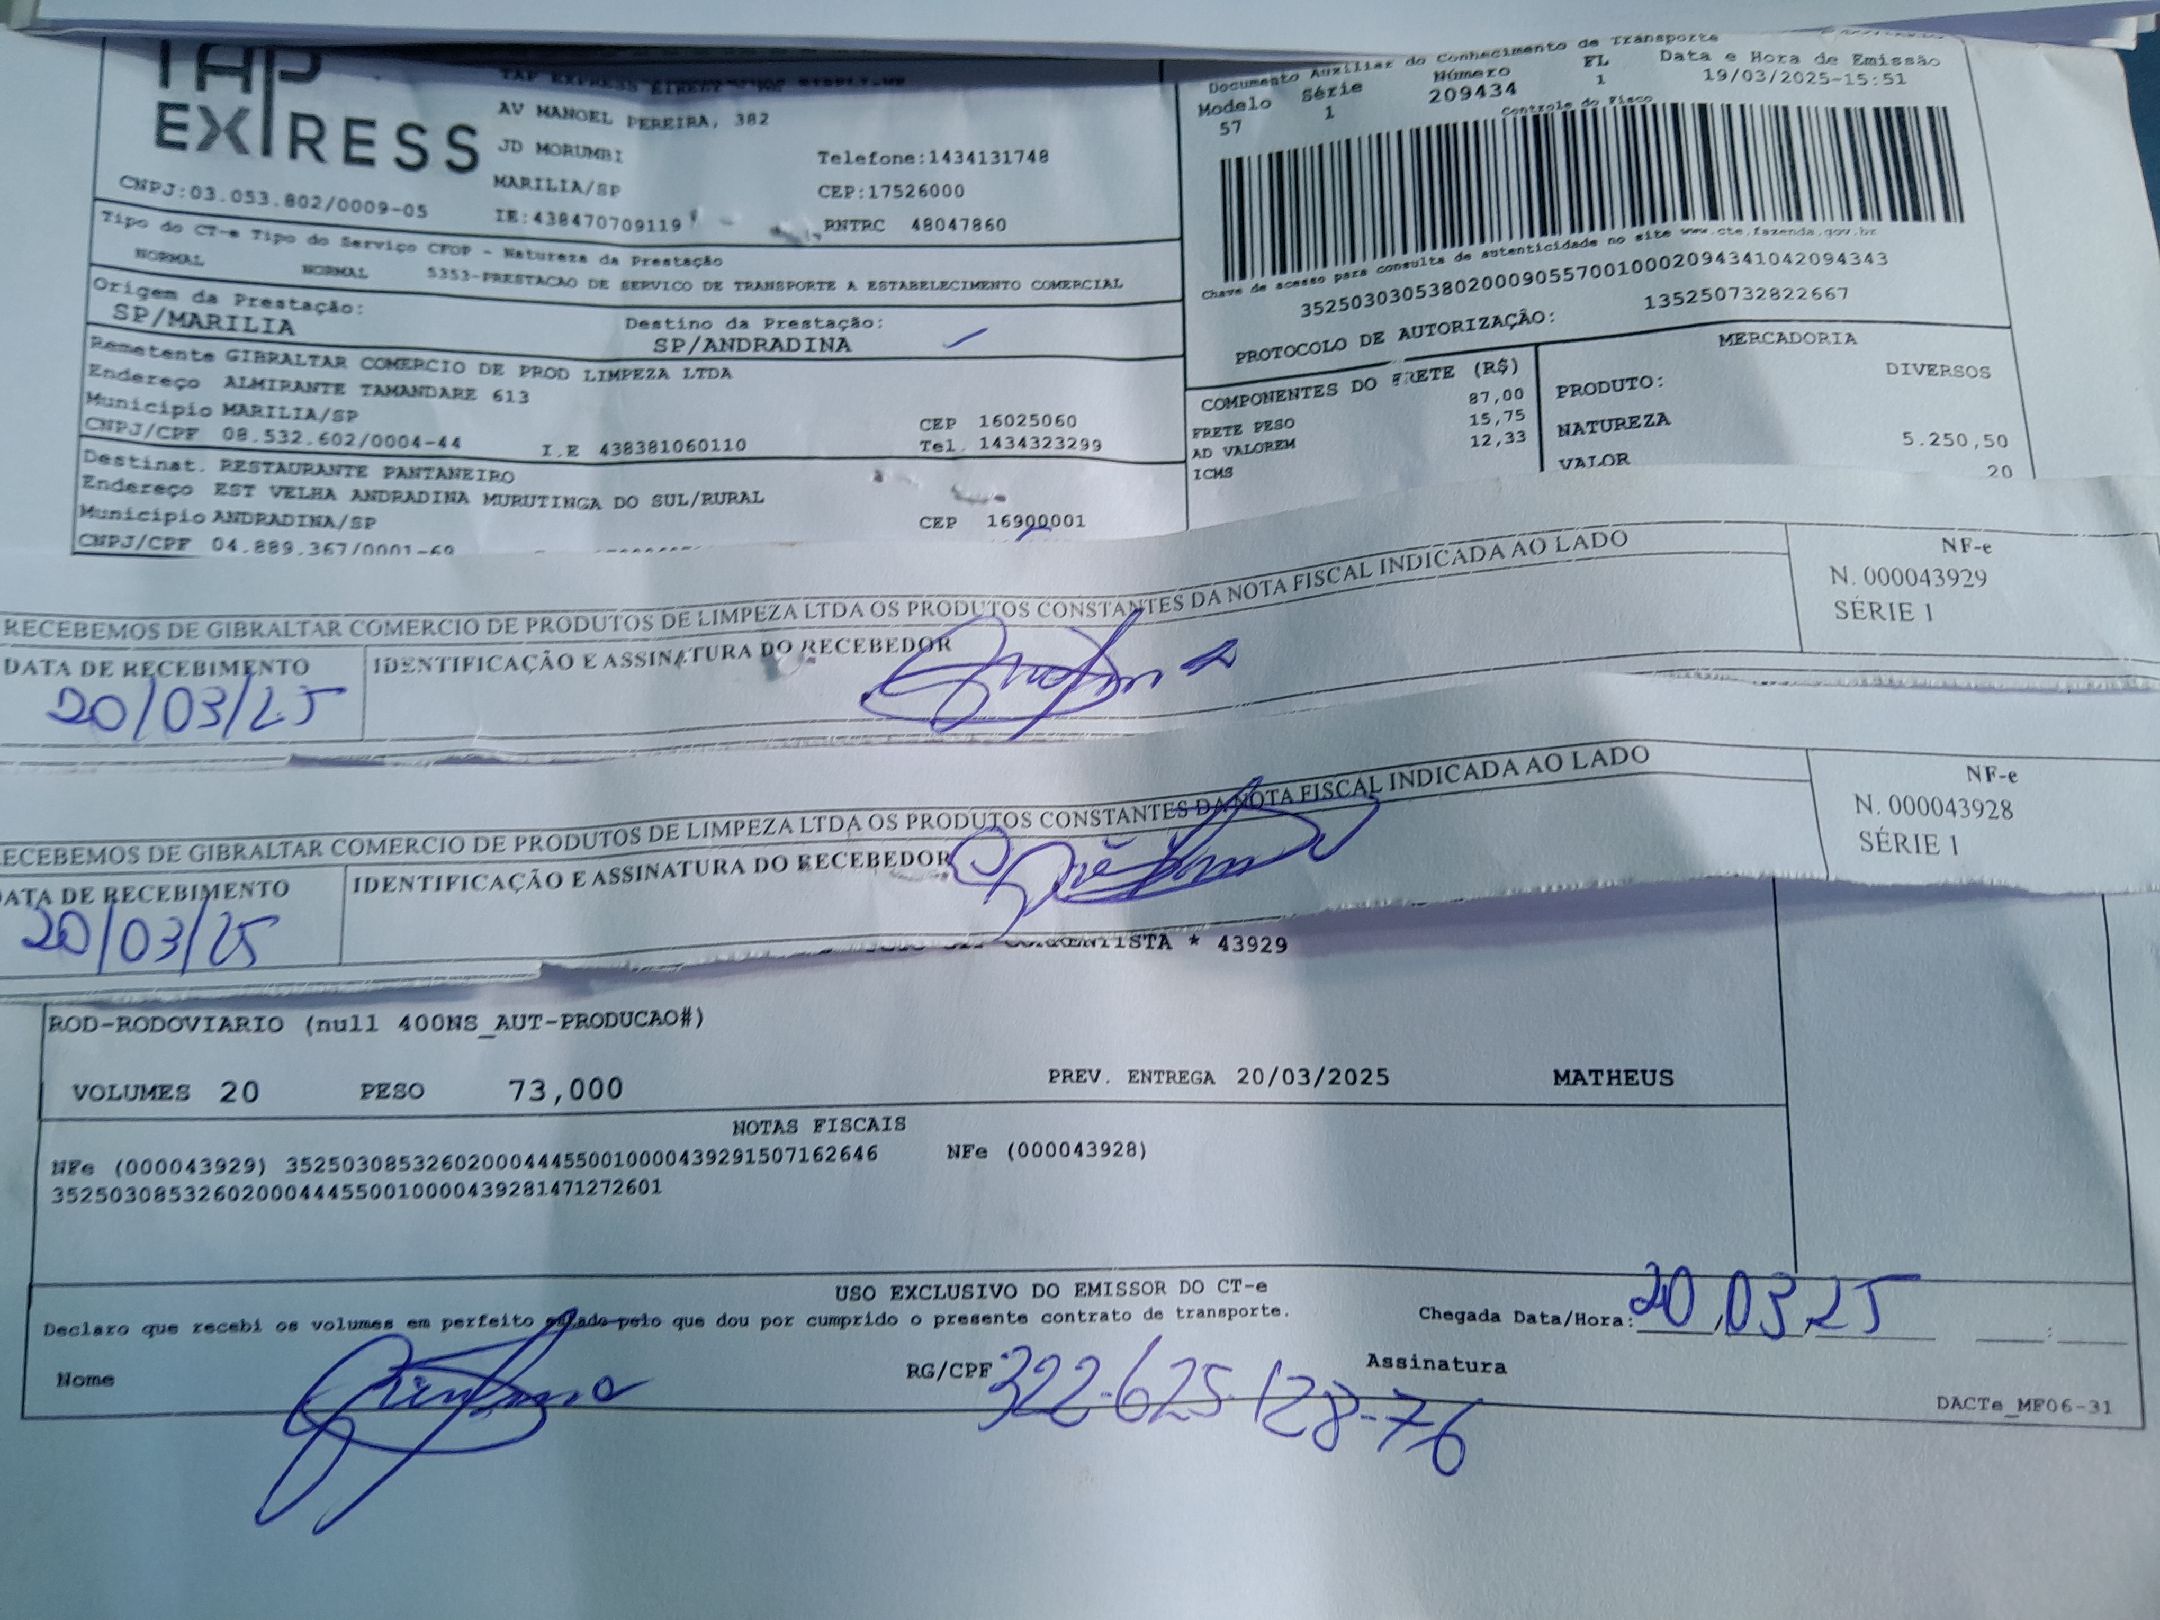 TAP
EXPRESS
AV MANOEL PEREIRA, 382
JD MORUMBI
Telefone:1434131748
MARILIA/SP
CEP:17526000
CNPJ:03.053.802/0009-05
IE:438470709119
RNTRC 48047860
Documento Auxiliar do Conhecimento de Transporte
Modelo Série Número FL Data e Hora de Emissão
57 1 209434 1 19/03/2025-15:51
Controle do Fisco
Chave de acesso para consulta de autenticidade no site www.cte.fazenda.gov.br
35250303053802000905570010002094341042094343
PROTOCOLO DE AUTORIZAÇÃO: 135250732822667
Tipo do CT-e Tipo do Serviço CFOP - Natureza da Prestação
NORMAL NORMAL 5353-PRESTACAO DE SERVICO DE TRANSPORTE A ESTABELECIMENTO COMERCIAL
Origem da Prestação: Destino da Prestação:
SP/MARILIA SP/ANDRADINA
Remetente GIBRALTAR COMERCIO DE PROD LIMPEZA LTDA
Endereço ALMIRANTE TAMANDARE 613
Municipio MARILIA/SP CEP 16025060
CNPJ/CPF 08.532.602/0004-44 I.E 438381060110 Tel. 1434323299
Destinat. RESTAURANTE PANTANEIRO
Endereço EST VELHA ANDRADINA MURUTINGA DO SUL/RURAL
Municipio ANDRADINA/SP CEP 16900001
CNPJ/CPF 04.889.367/0001-69
COMPONENTES DO FRETE (R$)
FRETE PESO 87,00
AD VALOREM 15,75
ICMS 12,33
MERCADORIA
PRODUTO: DIVERSOS
NATUREZA
VALOR 5.250,50
20
RECEBEMOS DE GIBRALTAR COMERCIO DE PRODUTOS DE LIMPEZA LTDA OS PRODUTOS CONSTANTES DA NOTA FISCAL INDICADA AO LADO
DATA DE RECEBIMENTO IDENTIFICAÇÃO E ASSINATURA DO RECEBEDOR
20/03/25
NF-e
N. 000043929
SÉRIE 1
ECEBEMOS DE GIBRALTAR COMERCIO DE PRODUTOS DE LIMPEZA LTDA OS PRODUTOS CONSTANTES DA NOTA FISCAL INDICADA AO LADO
DATA DE RECEBIMENTO IDENTIFICAÇÃO E ASSINATURA DO RECEBEDOR
20/03/25
NF-e
N. 000043928
SÉRIE 1
CORRENTISTA * 43929
ROD-RODOVIARIO (null 400NS_AUT-PRODUCAO#)
VOLUMES 20 PESO 73,000 PREV. ENTREGA 20/03/2025 MATHEUS
NOTAS FISCAIS
NFe (000043929) 35250308532602000444550010000439291507162646 NFe (000043928)
35250308532602000444550010000439281471272601
USO EXCLUSIVO DO EMISSOR DO CT-e
Declaro que recebi os volumes em perfeito estado pelo que dou por cumprido o presente contrato de transporte.
Chegada Data/Hora: 20,03,25 :
Nome RG/CPF 322.625.128-76 Assinatura
DACTe_MF06-31